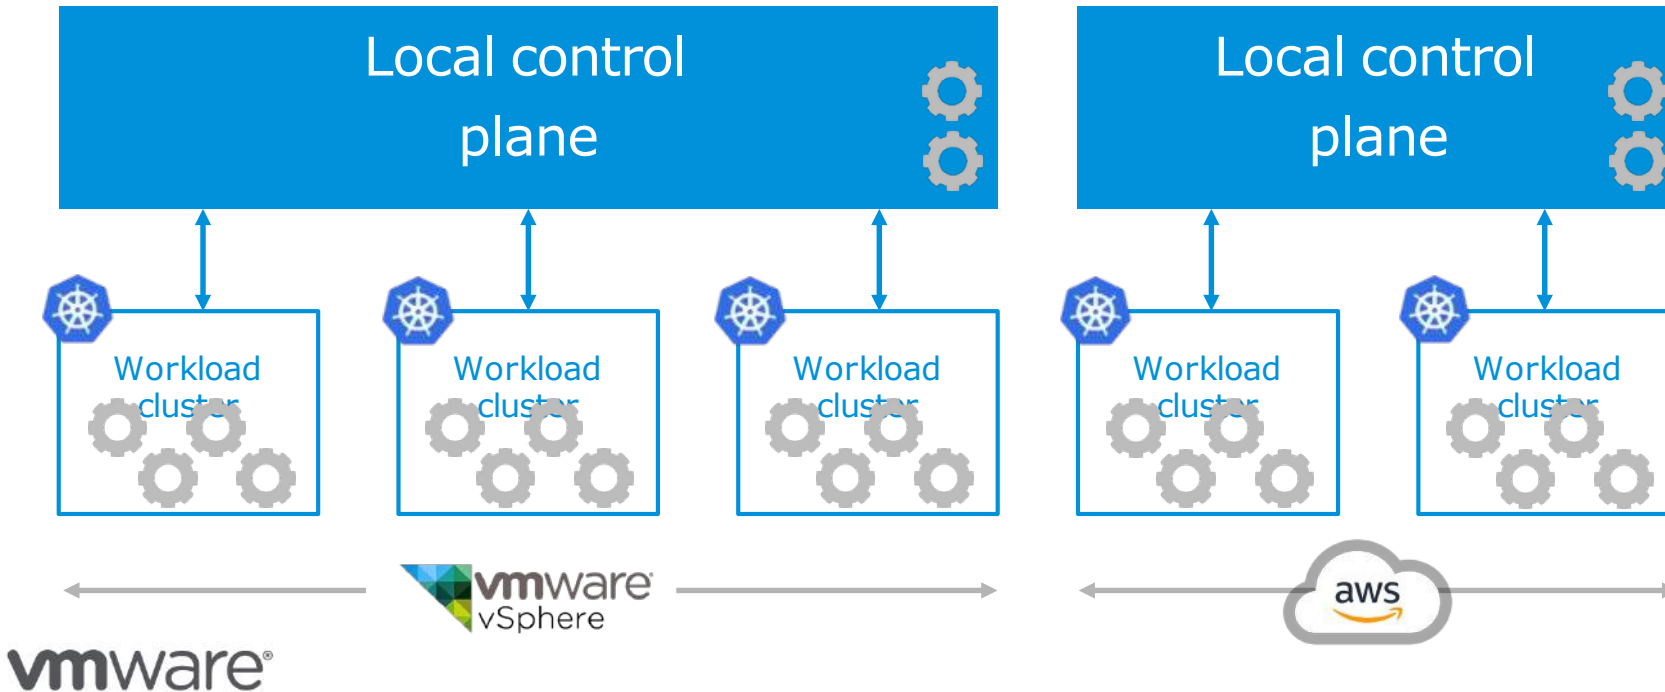 Local control
plane
Local control
plane
Workload
cluster
Workload
cluster
Workload
cluster
Workload
cluster
Workload
cluster
vmware
vSphere
aws
vmware®